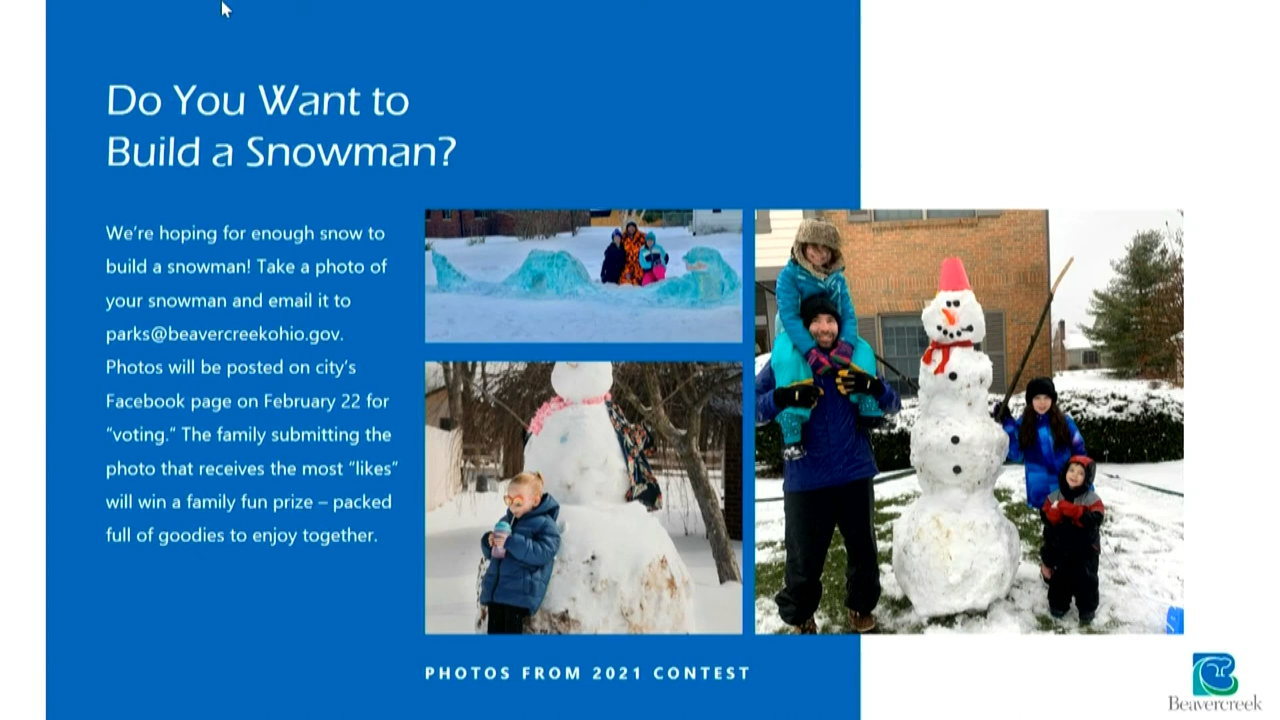 Do You Want to
Build a Snowman?
We're hoping for enough snow to
build a snowman! Take a photo of
your snowman and email it to
parks@beavercreekohio.gov.
Photos will be posted on city's
Facebook page on February 22 for
"voting." The family submitting the
photo that receives the most "likes"
will win a family fun prize – packed
full of goodies to enjoy together.
PHOTOS FROM 2021 CONTEST
Beavercreek